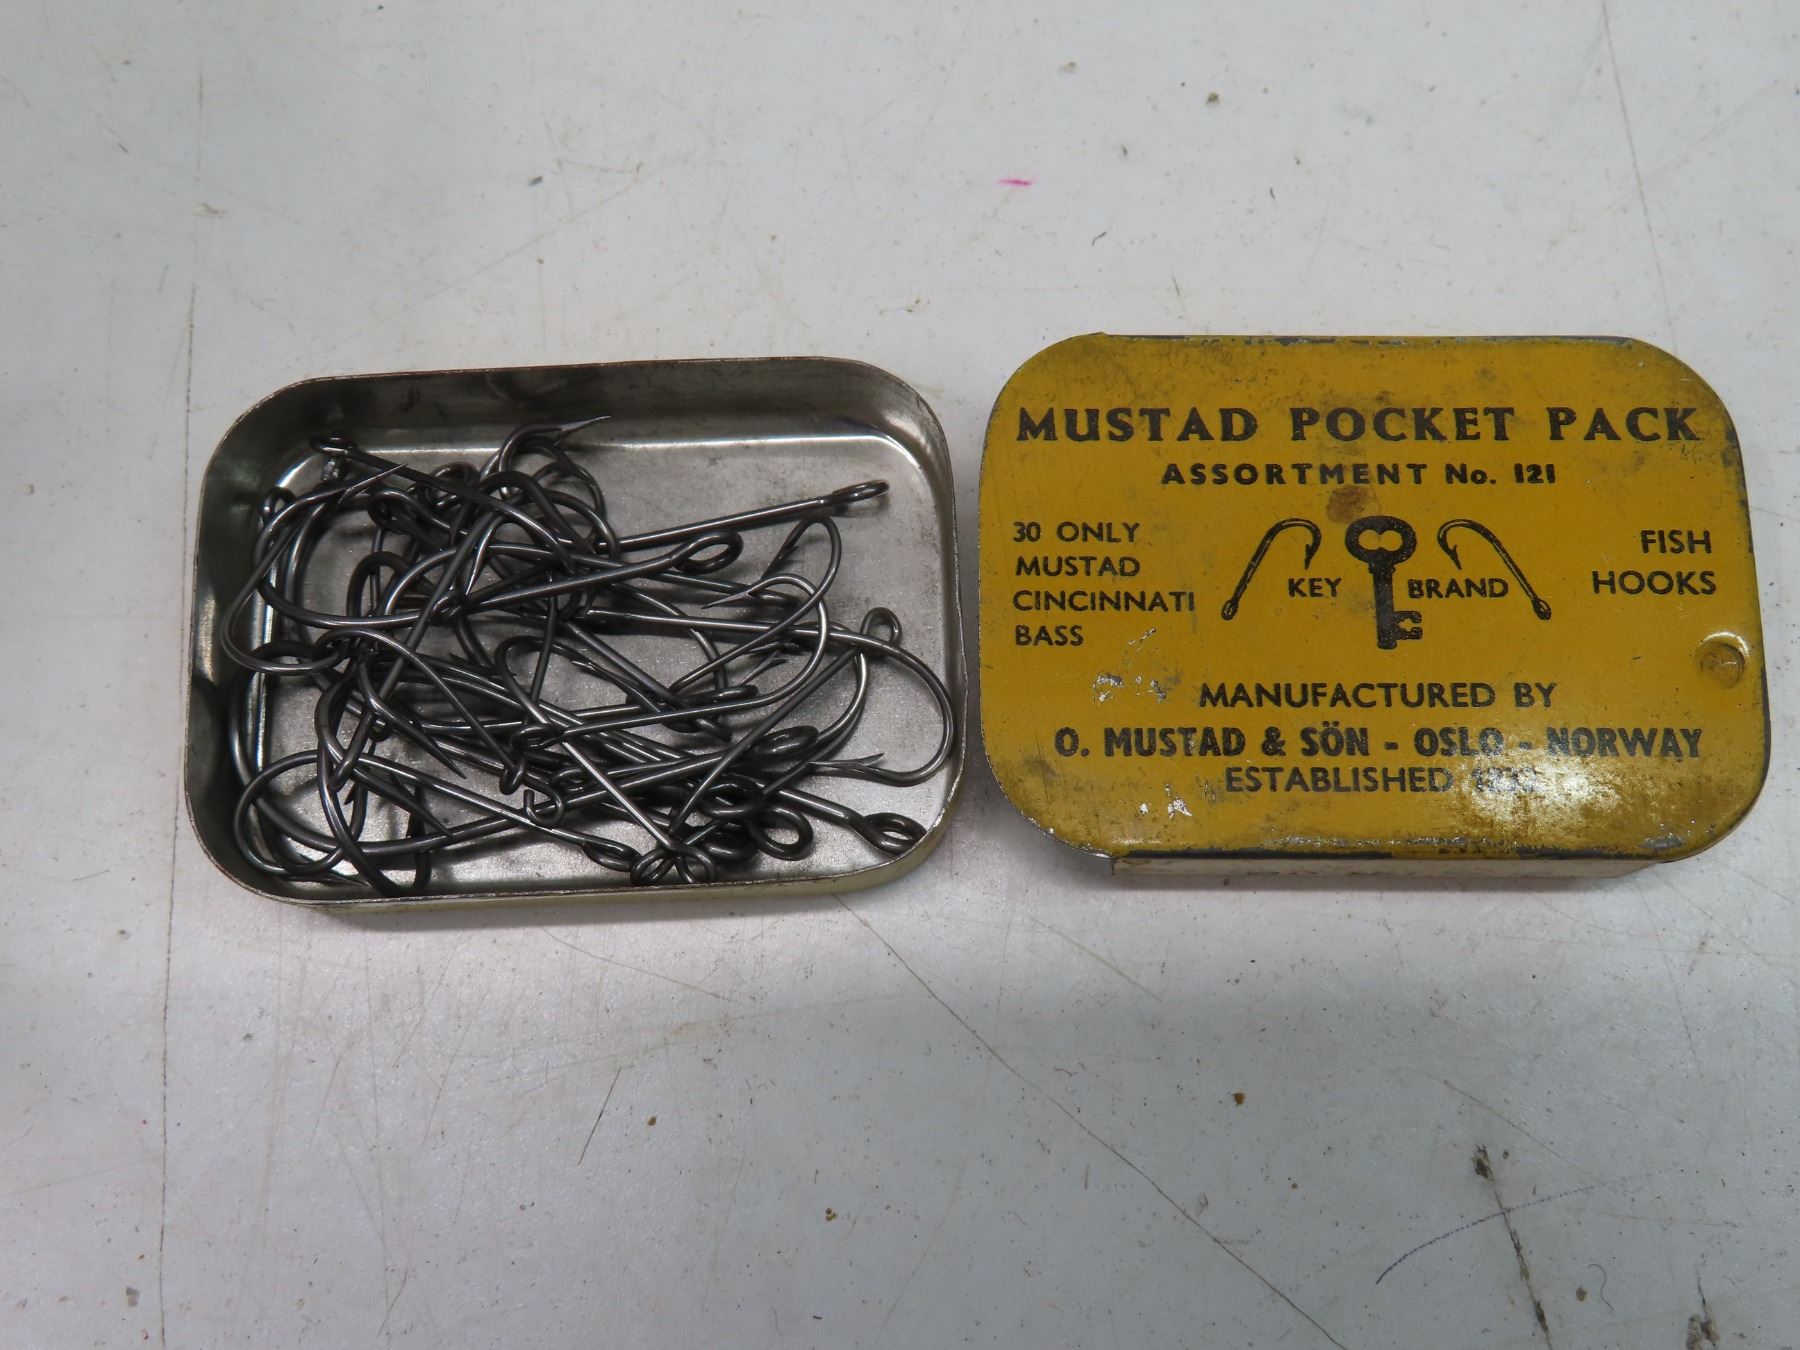 MUSTAD POCKET PACK
ASSORTMENT No. 121
30 ONLY
MUSTAD
CINCINNATI
BASS
KEY BRAND
FISH
HOOKS
MANUFACTURED BY
O. MUSTAD & SÖN - OSLO - NORWAY
ESTABLISHED